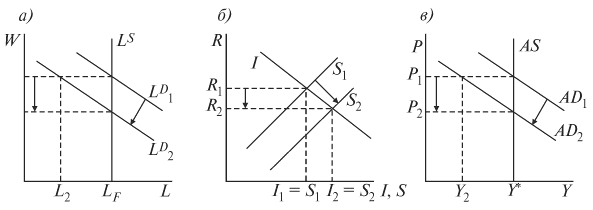 а)
W
L^S
L^D_1
L^D_2
L_2
L_F
L
б)
R
I
S_1
R_1
R_2
S_2
I_1 = S_1
I_2 = S_2
I, S
в)
P
AS
P_1
P_2
AD_1
AD_2
Y_2
Y*
Y